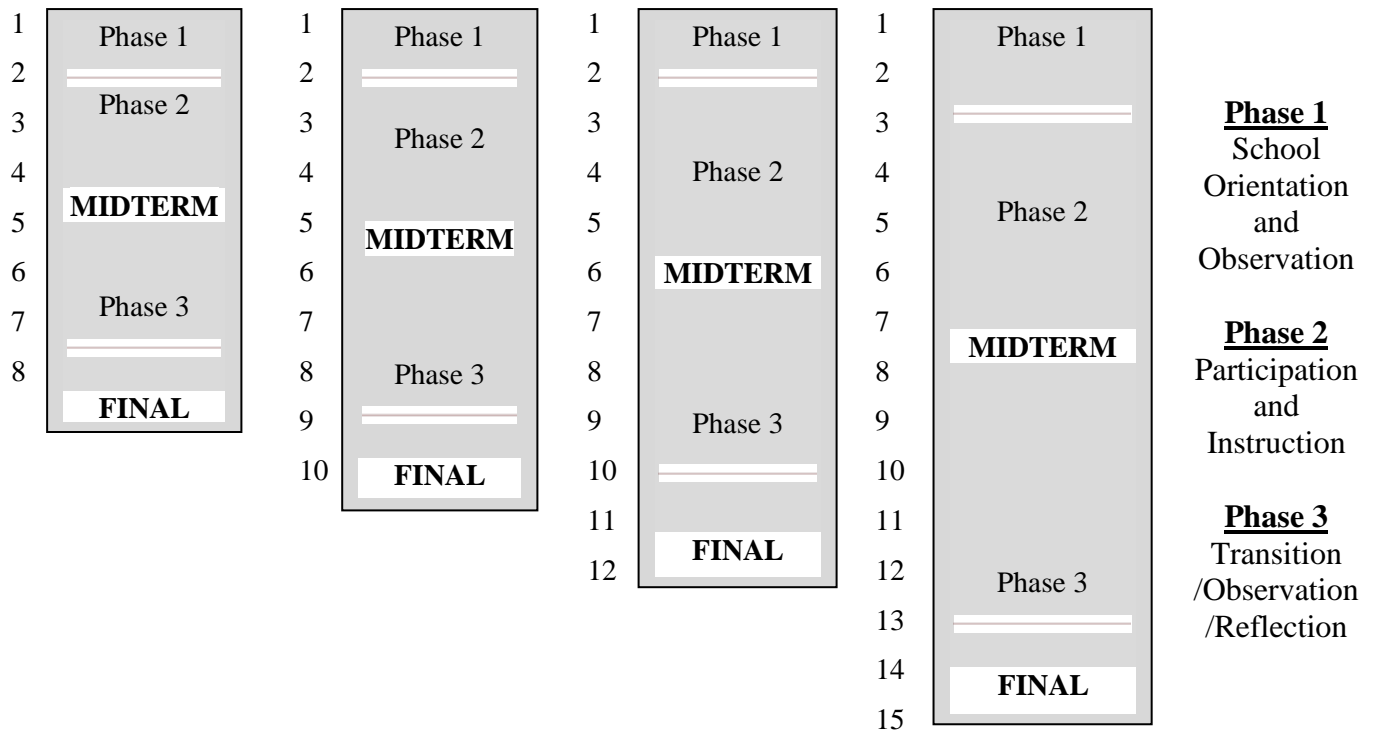 1
2
3
4
5
6
7
8
Phase 1
Phase 2
MIDTERM
Phase 3
FINAL
1
2
3
4
5
6
7
8
9
10
Phase 1
Phase 2
MIDTERM
Phase 3
FINAL
1
2
3
4
5
6
7
8
9
10
11
12
Phase 1
Phase 2
MIDTERM
Phase 3
FINAL
1
2
3
4
5
6
7
8
9
10
11
12
13
14
15
Phase 1
Phase 2
MIDTERM
Phase 3
FINAL
Phase 1
School
Orientation
and
Observation
Phase 2
Participation
and
Instruction
Phase 3
Transition
/Observation
/Reflection